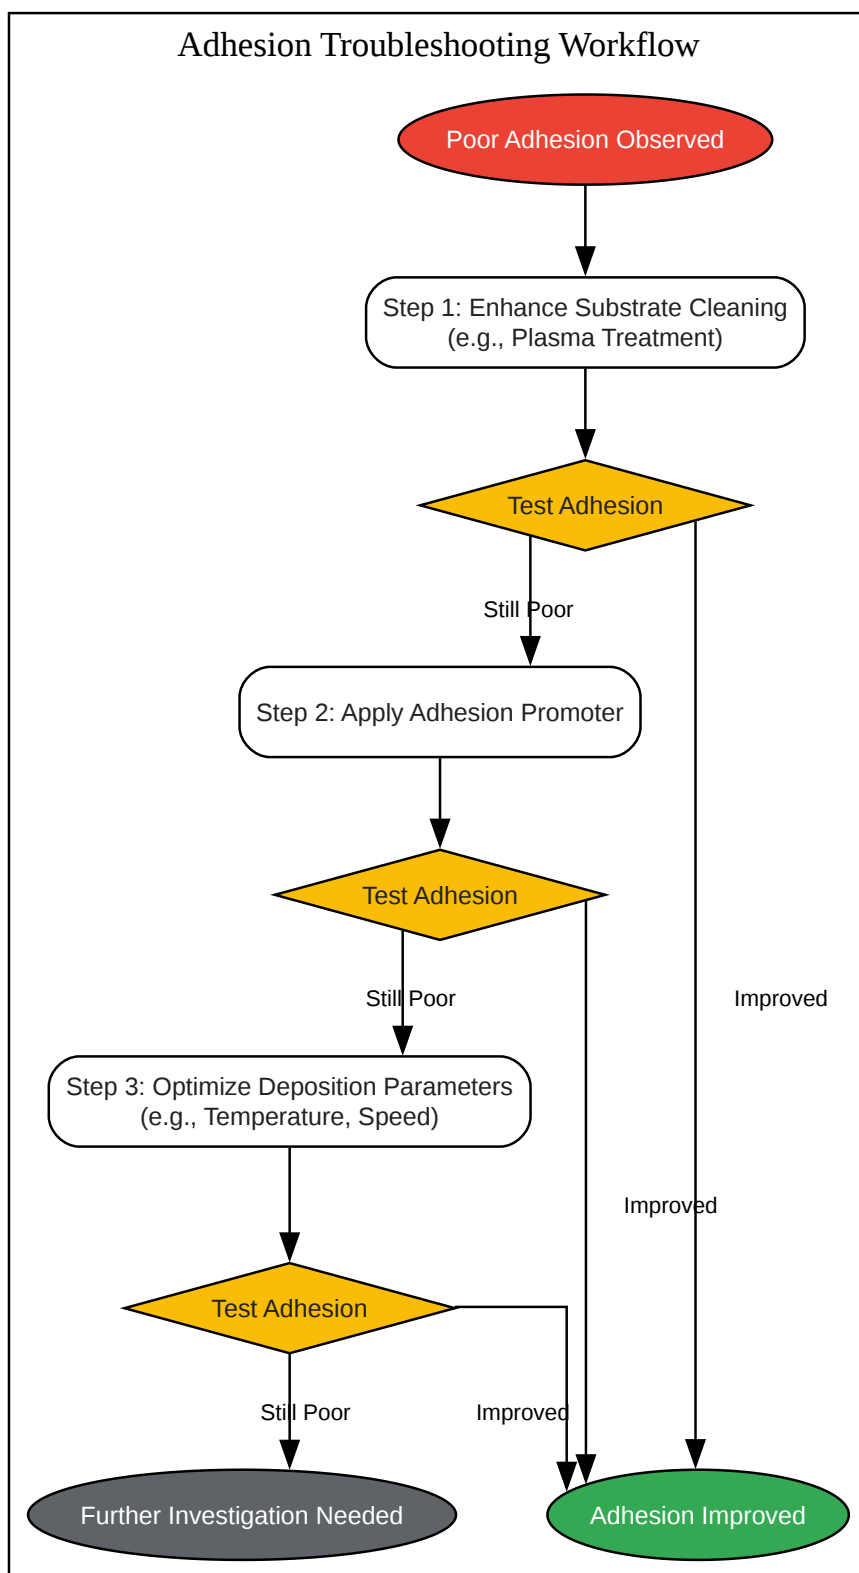 Adhesion Troubleshooting Workflow
Poor Adhesion Observed
Step 1: Enhance Substrate Cleaning
(e.g., Plasma Treatment)
Test Adhesion
Still Poor
Step 2: Apply Adhesion Promoter
Test Adhesion
Still Poor
Improved
Step 3: Optimize Deposition Parameters
(e.g., Temperature, Speed)
Improved
Test Adhesion
Still Poor
Improved
Further Investigation Needed
Adhesion Improved